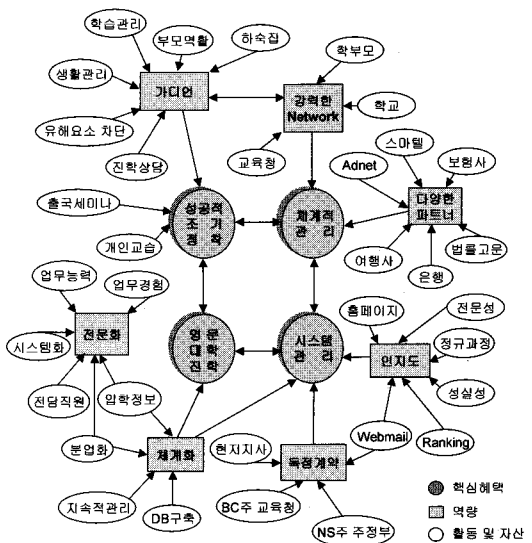 학습관리
부모역활
하숙집
생활관리
가디언
유해요소 차단
진학상담
학부모
강력한
Network
학교
교육청
스마텔
Adnet
보험사
다양한
파트너
여행사
은행
법률고문
출국세미나
개인교습
성공적
조 기
정 착
체계적
관 리
업무능력
업무경험
전문화
시스템화
전담직원
분업화
입학정보
명 문
대 학
진 학
시스템
관 리
홈페이지
전문성
정규과정
인지도
성실성
Webmail
Ranking
체계화
지속적관리
DB구축
현지지사
독점계약
BC주 교육청
NS주 주정부
핵심혜택
역량
활동 및 자산